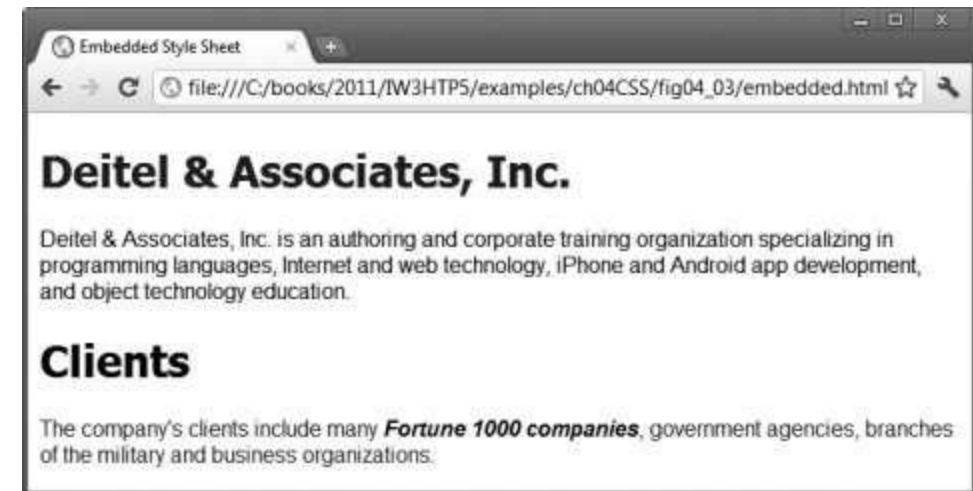 Embedded Style Sheet
file:///C:/books/2011/IW3HTP5/examples/ch04CSS/fig04_03/embedded.html
Deitel & Associates, Inc.
Deitel & Associates, Inc. is an authoring and corporate training organization specializing in
programming languages, Internet and web technology, iPhone and Android app development,
and object technology education.
Clients
The company's clients include many Fortune 1000 companies, government agencies, branches
of the military and business organizations.